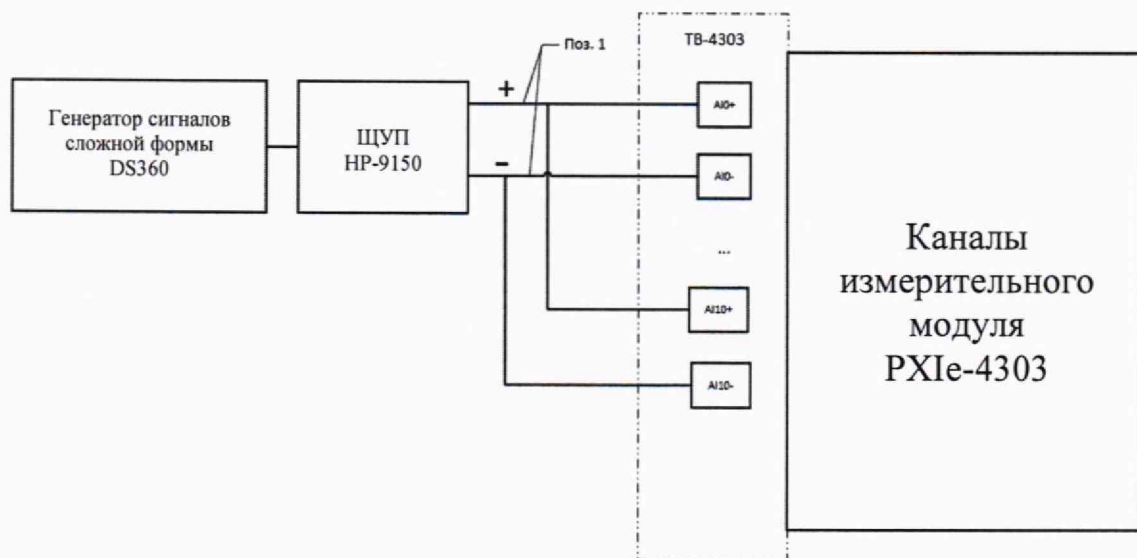 Генератор сигналов
сложной формы
DS360
ЩУП
HP-9150
+
-
Поз. 1
TB-4303
AI0+
AI0-
...
AI10+
AI10-
Каналы
измерительного
модуля
PXIe-4303